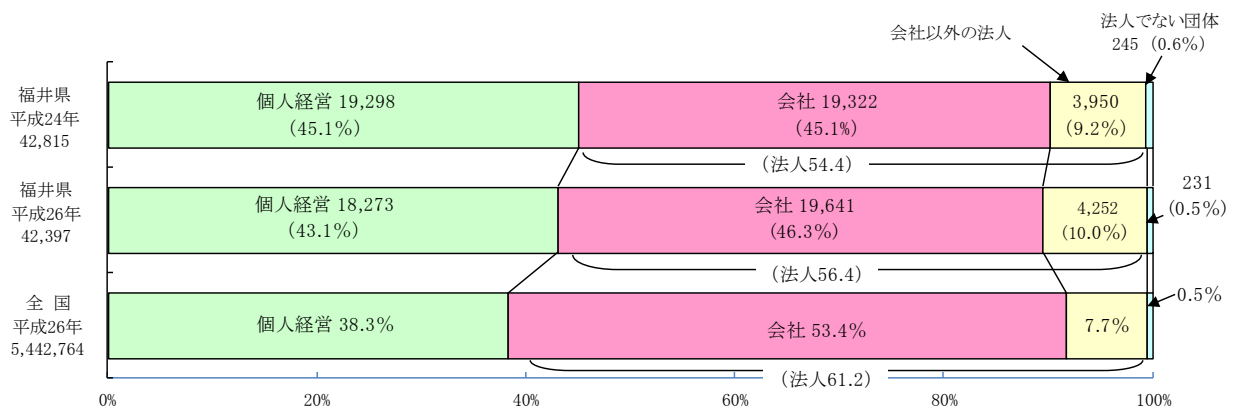 法人でない団体
245（0.6%）
会社以外の法人
福井県
平成24年
42,815
個人経営 19,298
（45.1%）
会社 19,322
（45.1%）
3,950
（9.2%）
（法人54.4）
福井県
平成26年
42,397
個人経営 18,273
（43.1%）
会社 19,641
（46.3%）
4,252
（10.0%）
231
（0.5%）
（法人56.4）
全 国
平成26年
5,442,764
個人経営 38.3%
会社 53.4%
7.7%
0.5%
（法人61.2）
0%
20%
40%
60%
80%
100%